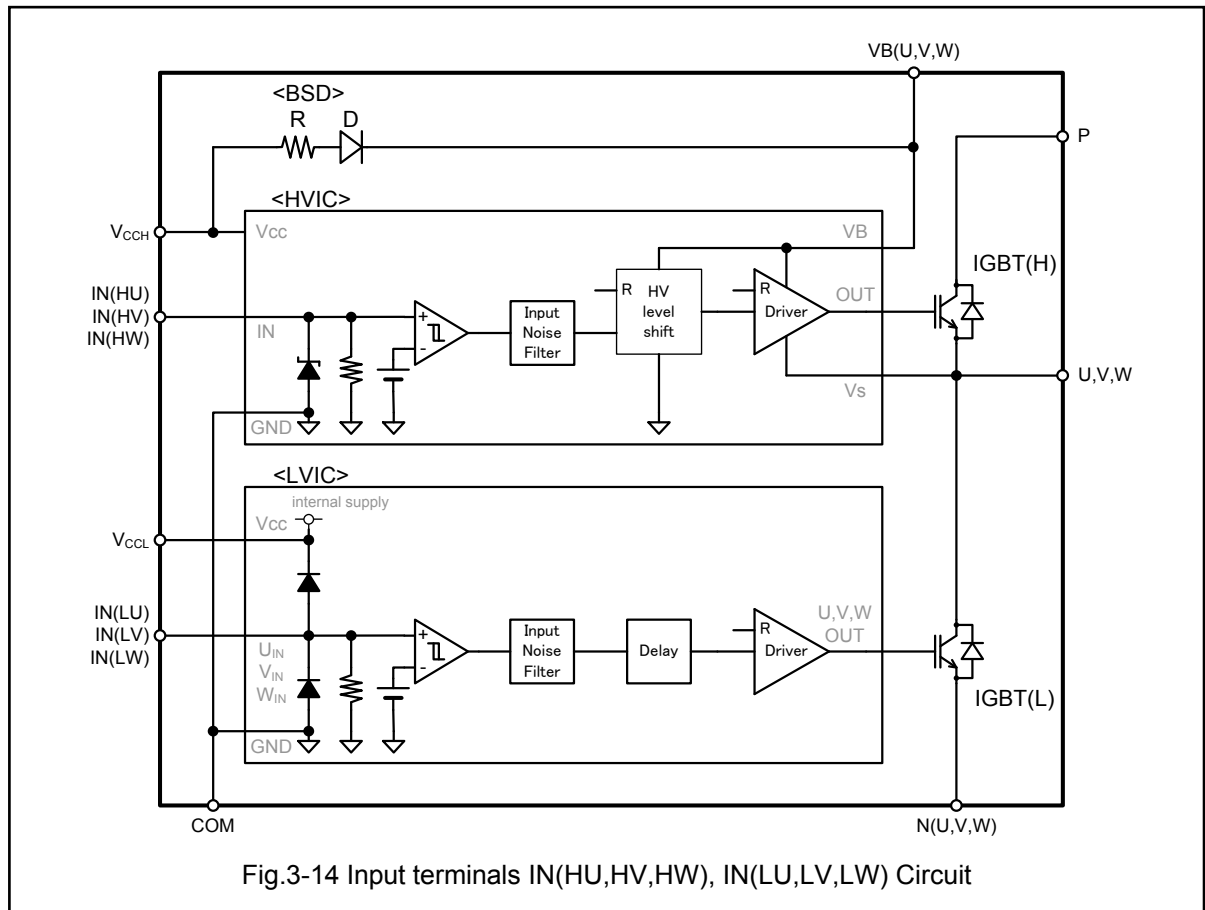 VB(U,V,W)
<BSD>
R D
P
<HVIC>
VCCH
Vcc
VB
IGBT(H)
IN(HU)
IN(HV)
IN(HW)
IN
+
-
Input
Noise
Filter
R
HV
level
shift
R
Driver
OUT
U,V,W
Vs
GND
<LVIC>
internal supply
Vcc
VCCL
IN(LU)
IN(LV)
IN(LW)
UIN
VIN
WIN
+
-
Input
Noise
Filter
Delay
R
Driver
U,V,W
OUT
IGBT(L)
GND
COM
N(U,V,W)
Fig.3-14 Input terminals IN(HU,HV,HW), IN(LU,LV,LW) Circuit